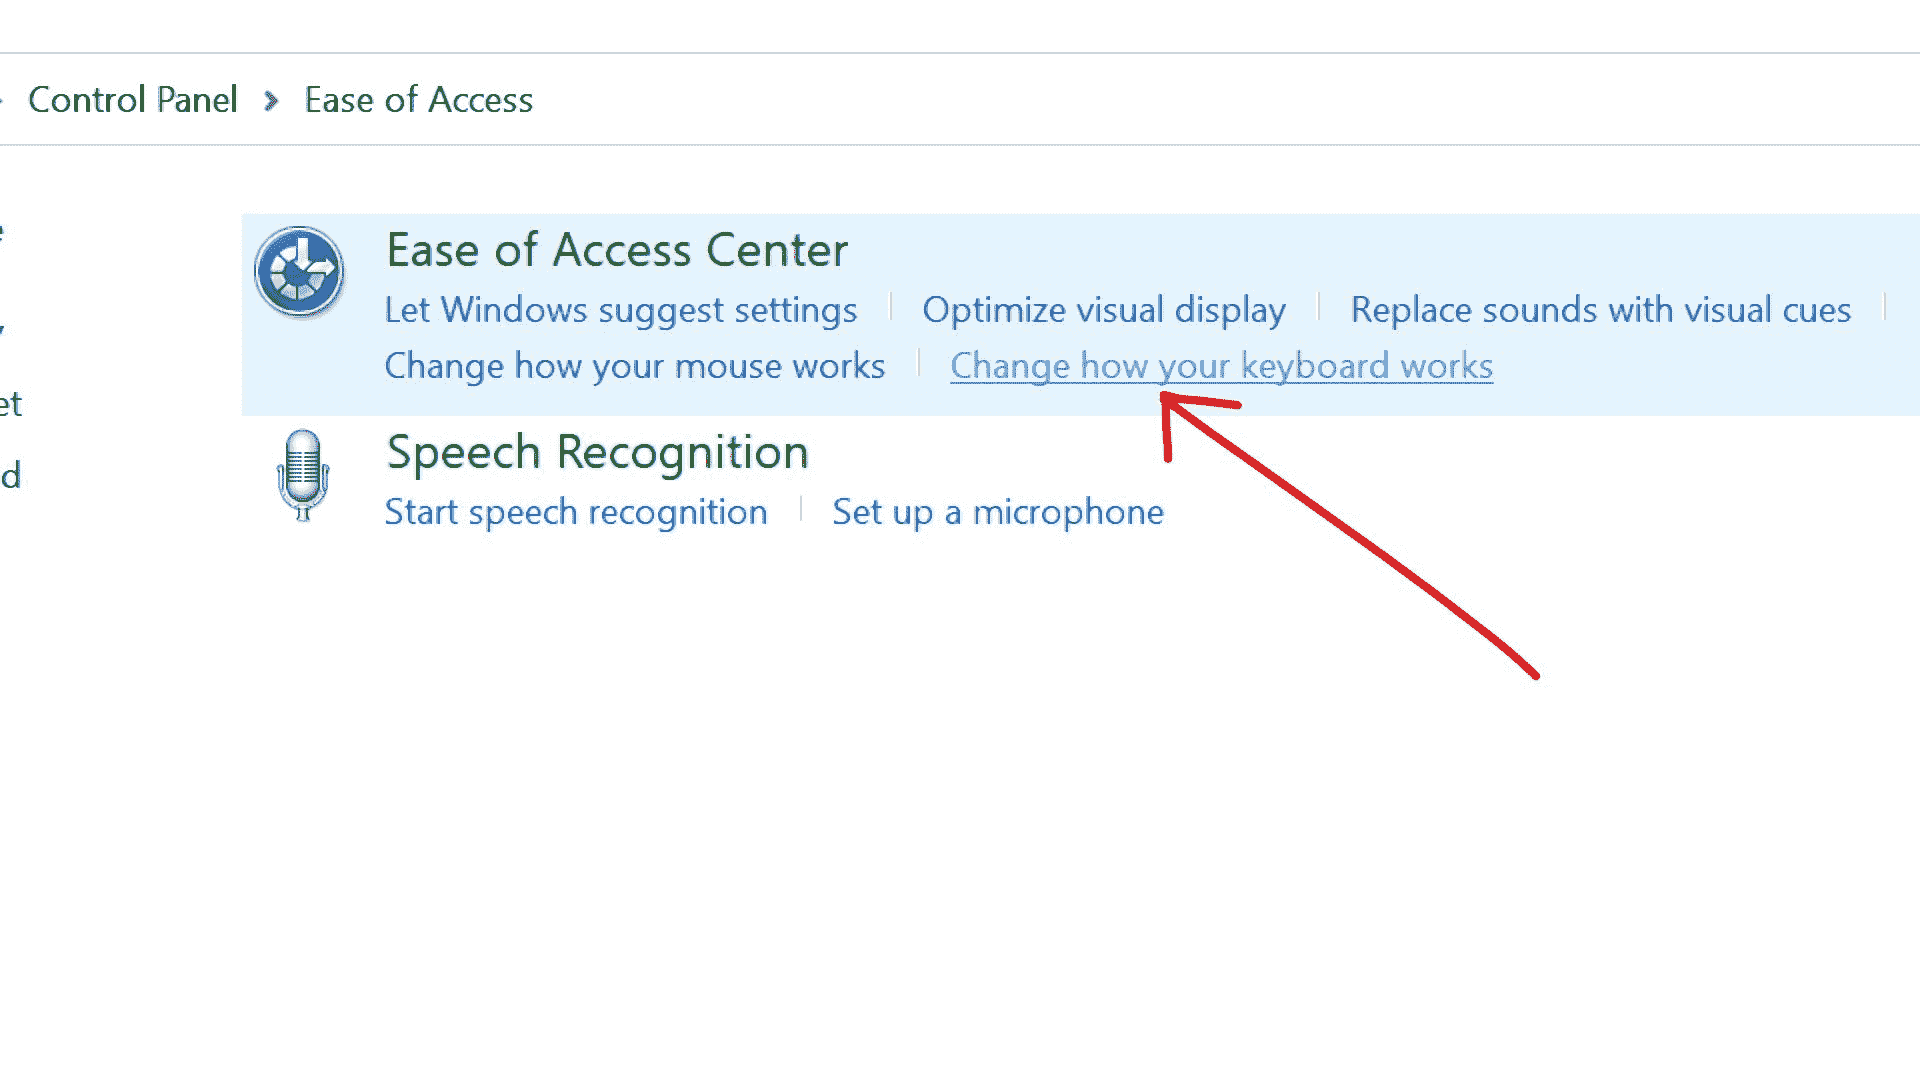 Control Panel > Ease of Access
Ease of Access Center
Let Windows suggest settings | Optimize visual display | Replace sounds with visual cues |
Change how your mouse works | Change how your keyboard works
Speech Recognition
Start speech recognition | Set up a microphone